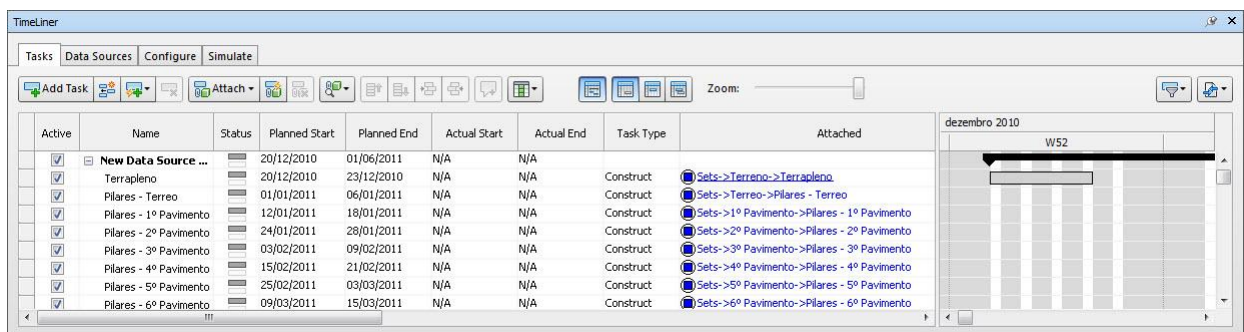 TimeLiner
Tasks Data Sources Configure Simulate
Add Task Attach Zoom:
Active Name Status Planned Start Planned End Actual Start Actual End Task Type Attached
dezembro 2010
W52
New Data Source ... 20/12/2010 01/06/2011 N/A N/A
Terrapleno 20/12/2010 23/12/2010 N/A N/A Construct Sets->Terreno->Terrapleno
Pilares - Terreo 01/01/2011 06/01/2011 N/A N/A Construct Sets->Terreo->Pilares - Terreo
Pilares - 1º Pavimento 12/01/2011 18/01/2011 N/A N/A Construct Sets->1º Pavimento->Pilares - 1º Pavimento
Pilares - 2º Pavimento 24/01/2011 28/01/2011 N/A N/A Construct Sets->2º Pavimento->Pilares - 2º Pavimento
Pilares - 3º Pavimento 03/02/2011 09/02/2011 N/A N/A Construct Sets->3º Pavimento->Pilares - 3º Pavimento
Pilares - 4º Pavimento 15/02/2011 21/02/2011 N/A N/A Construct Sets->4º Pavimento->Pilares - 4º Pavimento
Pilares - 5º Pavimento 25/02/2011 03/03/2011 N/A N/A Construct Sets->5º Pavimento->Pilares - 5º Pavimento
Pilares - 6º Pavimento 09/03/2011 15/03/2011 N/A N/A Construct Sets->6º Pavimento->Pilares - 6º Pavimento